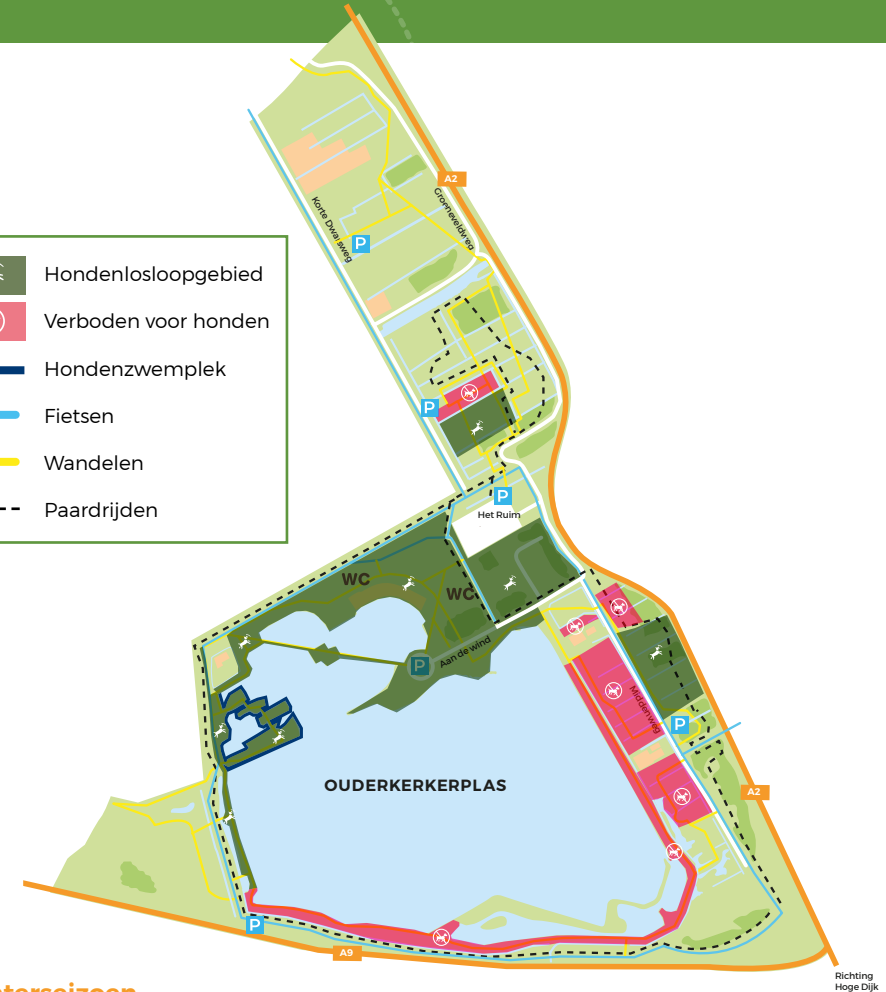 A2
Groeneveldweg
Korte Dwarsweg
P
Hondenlosloopgebied
Verboden voor honden
Hondenzwemplek
Fietsen
Wandelen
Paardrijden
P
P
Het Ruim
WC
WC
Aan de wind
P
Middenweg
P
OUDERKERKERPLAS
A2
P
A9
Richting
Hoge Dijk